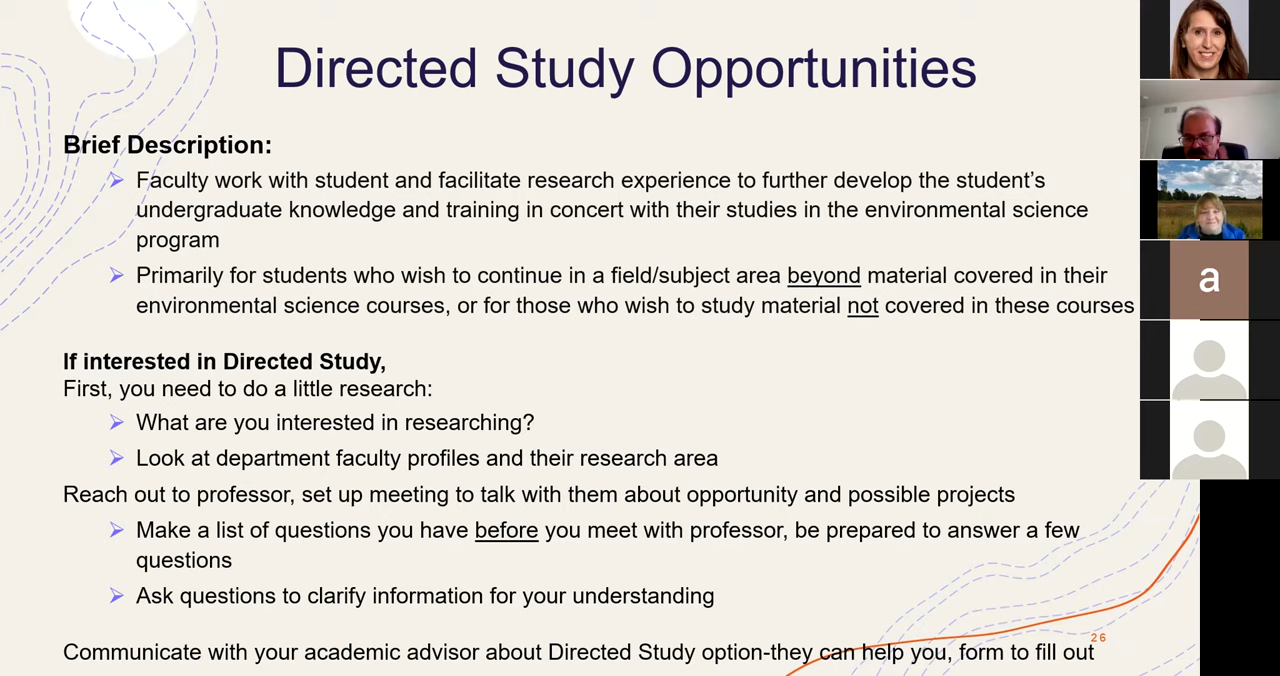 Directed Study Opportunities
Brief Description:
Faculty work with student and facilitate research experience to further develop the student’s
undergraduate knowledge and training in concert with their studies in the environmental science
program
Primarily for students who wish to continue in a field/subject area beyond material covered in their
environmental science courses, or for those who wish to study material not covered in these courses
If interested in Directed Study,
First, you need to do a little research:
What are you interested in researching?
Look at department faculty profiles and their research area
Reach out to professor, set up meeting to talk with them about opportunity and possible projects
Make a list of questions you have before you meet with professor, be prepared to answer a few
questions
Ask questions to clarify information for your understanding
26
Communicate with your academic advisor about Directed Study option-they can help you, form to fill out
a